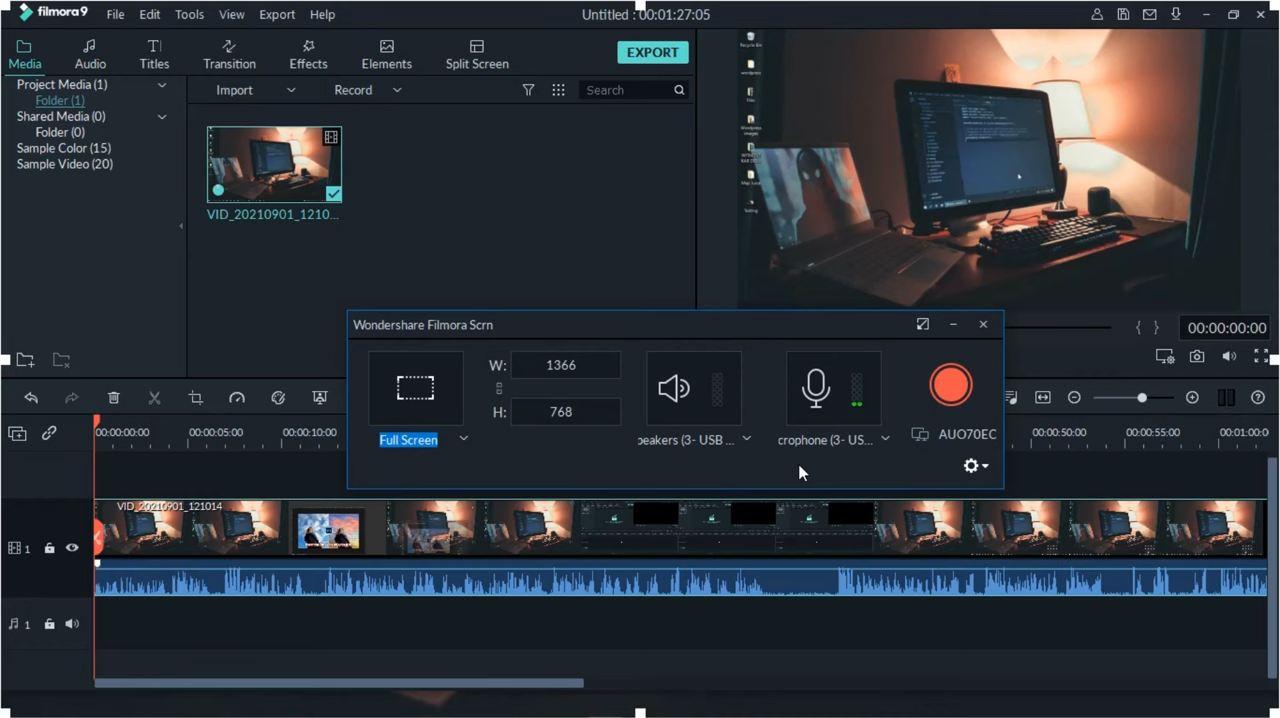 filmora9 File Edit Tools View Export Help Untitled : 00:01:27:05
Media Audio Titles Transition Effects Elements Split Screen EXPORT
Project Media (1)
Folder (1)
Shared Media (0)
Folder (0)
Sample Color (15)
Sample Video (20)
Import Record Search
VID_20210901_1210...
Recycle Bin
00:00:00:00
Wondershare Filmora Scrn
W: 1366
H: 768
Full Screen
peakers (3- USB ...
crophone (3- US...
AUO70EC
00:00:00:00 00:00:05:00 00:00:10:00 00:00:50:00 00:00:55:00 00:01:00:0
VID_20210901_121014
1
1